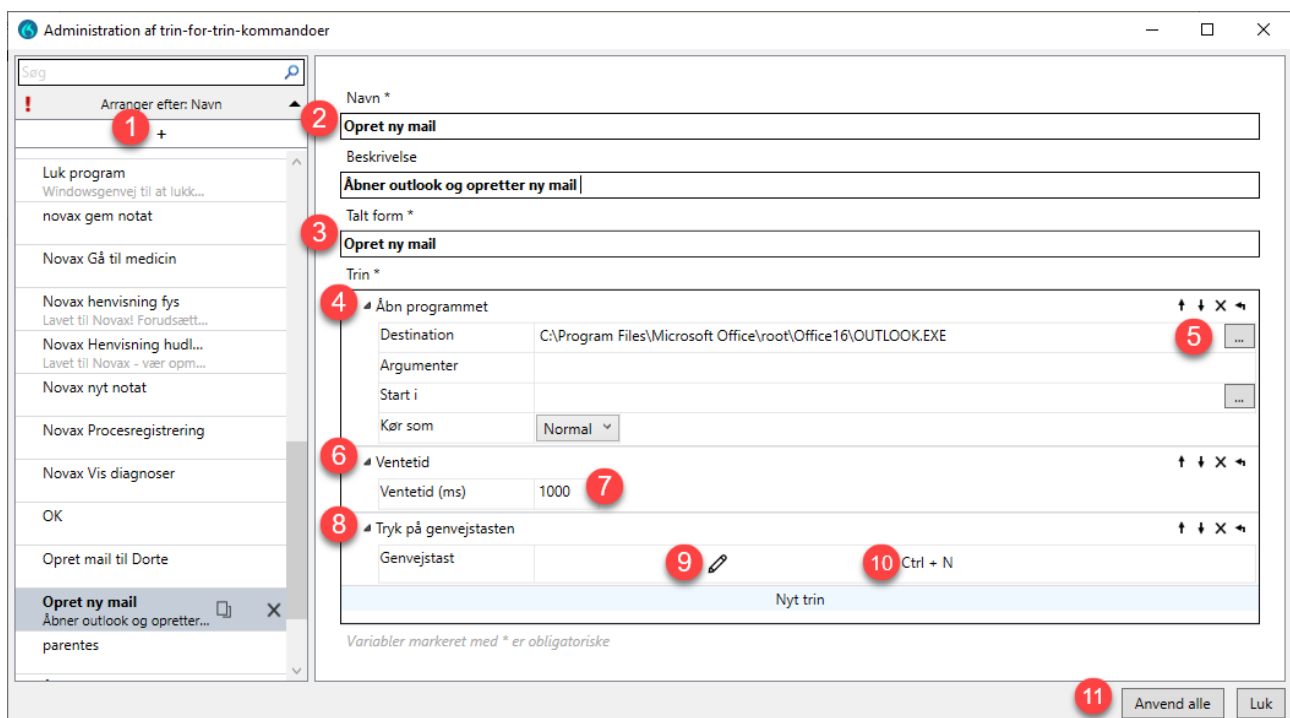 Administration af trin-for-trin-kommandoer
Søg
! Arranger efter: Navn
1 +
Luk program
Windowsgenvej til at lukk...
novax gem notat
Novax Gå til medicin
Novax henvisning fys
Lavet til Novax! Forudsætt...
Novax Henvisning hudl...
Lavet til Novax - vær opm...
Novax nyt notat
Novax Procesregistrering
Novax Vis diagnoser
OK
Opret mail til Dorte
Opret ny mail
Åbner outlook og opretter...
parentes
Navn *
2 Opret ny mail
Beskrivelse
Åbner outlook og opretter ny mail
Talt form *
3 Opret ny mail
Trin *
4 Åbn programmet
Destination C:\Program Files\Microsoft Office\root\Office16\OUTLOOK.EXE 5 ...
Argumenter
Start i ...
Kør som Normal
6 Ventetid
Ventetid (ms) 1000 7
8 Tryk på genvejstasten
Genvejstast 9 10 Ctrl + N
Nyt trin
Variabler markeret med * er obligatoriske
11 Anvend alle Luk